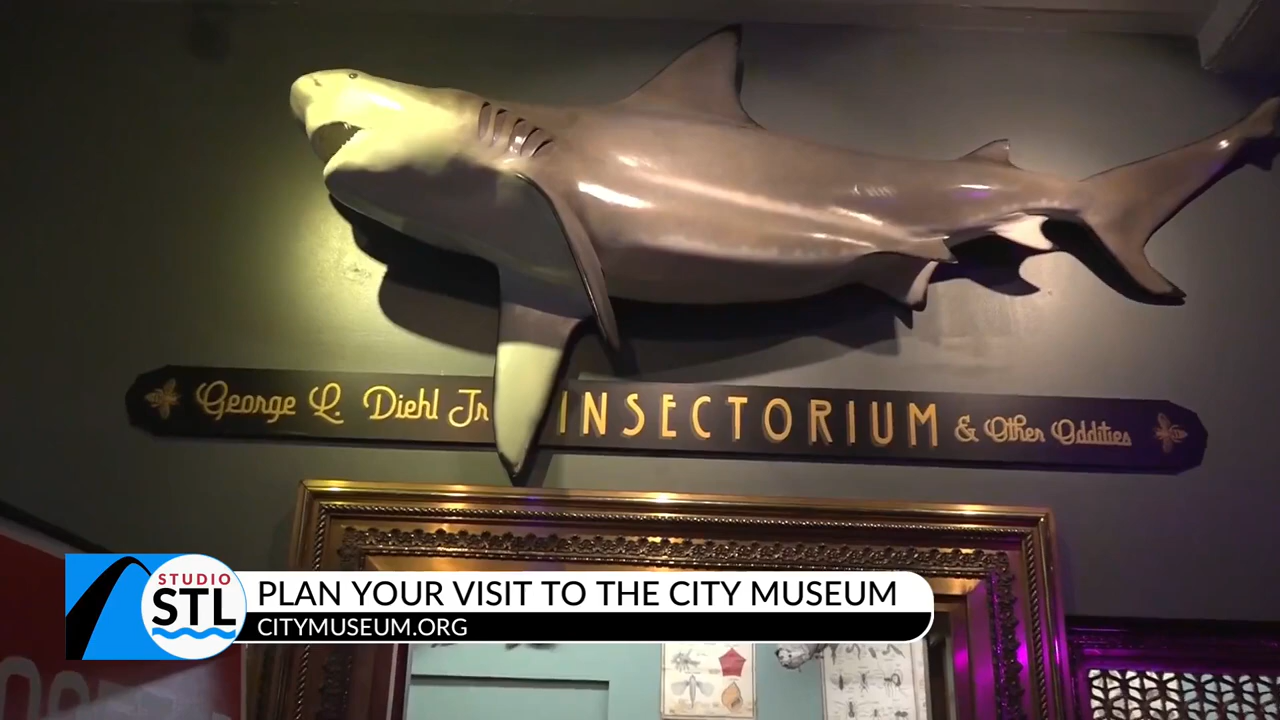 George L. Diehl Jr INSECTORIUM & Other Oddities
STUDIO
STL
PLAN YOUR VISIT TO THE CITY MUSEUM
CITYMUSEUM.ORG